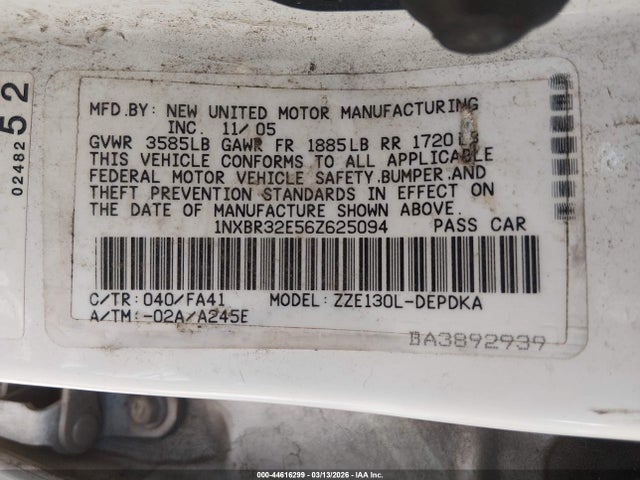 MFD.BY: NEW UNITED MOTOR MANUFACTURING
INC. 11/05
GVWR 3585LB GAWR FR 1885LB RR 1720
THIS VEHICLE CONFORMS TO ALL APPLICABLE
FEDERAL MOTOR VEHICLE SAFETY.BUMPER.AND
THEFT PREVENTION STANDARDS IN EFFECT ON
THE DATE OF MANUFACTURE SHOWN ABOVE.
1NXBR32E56Z625094 PASS CAR
C/TR:040/FA41 MODEL:ZZE130L-DEPDKA
A/TM:-02A/A245E
BA3892939
02482
52
000-44616299 - 03/13/2026 - IAA Inc.